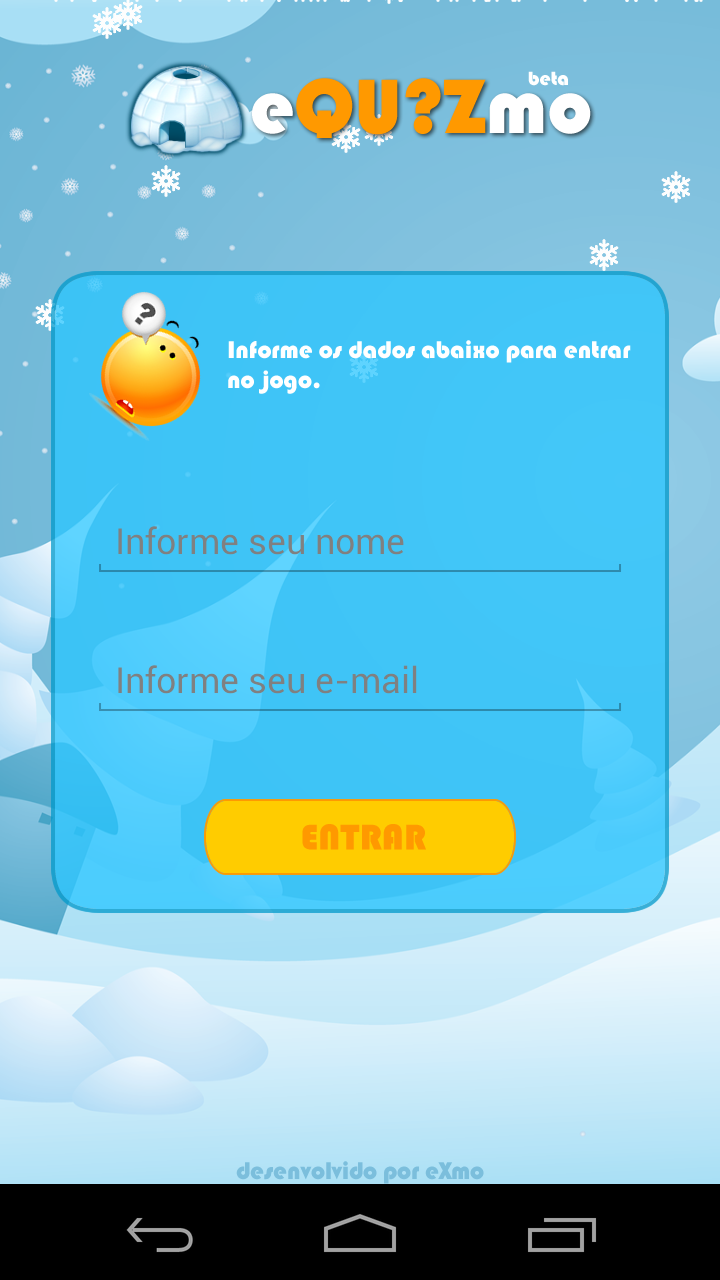 beta
eQU?Zmo
?
Informe os dados abaixo para entrar
no jogo.
Informe seu nome
Informe seu e-mail
ENTRAR
desenvolvido por eXmo